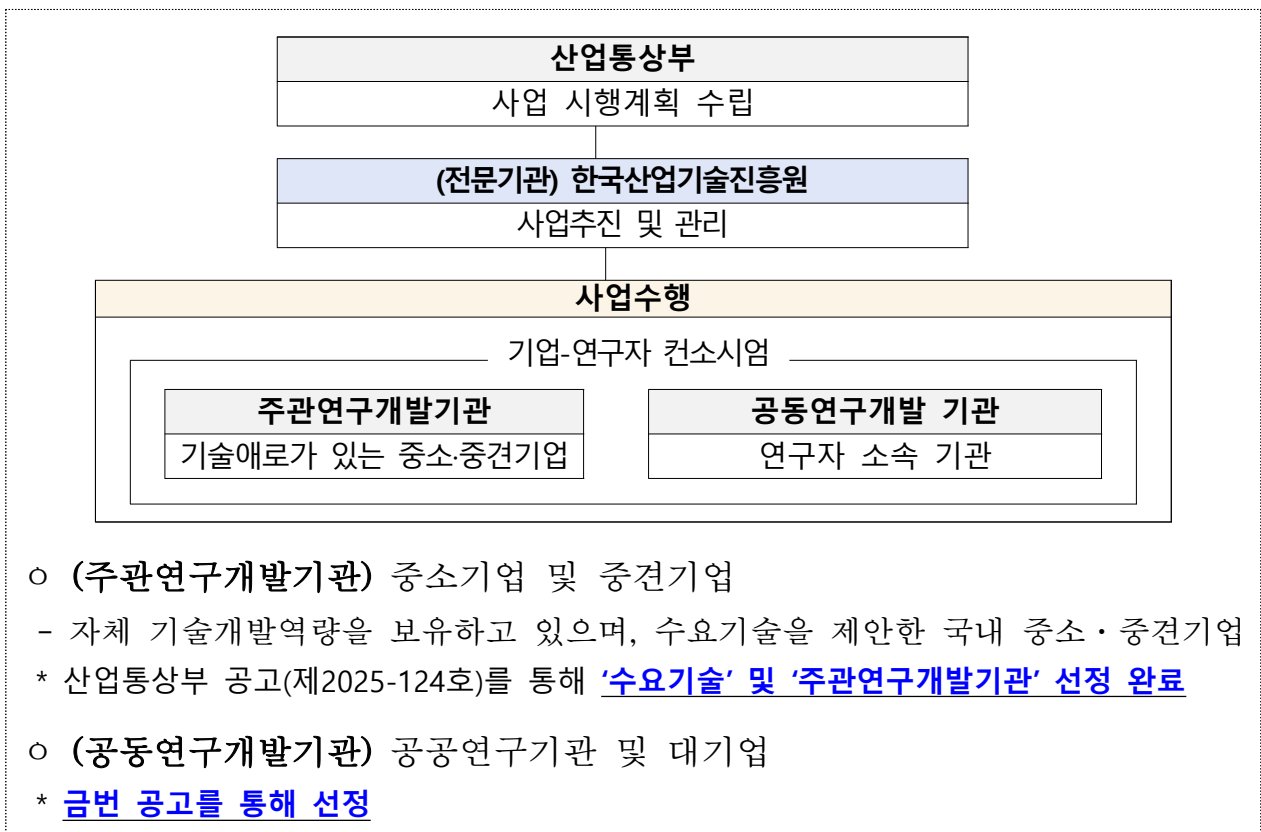 산업통상부
사업 시행계획 수립
(전문기관) 한국산업기술진흥원
사업추진 및 관리
사업수행
기업-연구자 컨소시엄
주관연구개발기관
기술애로가 있는 중소·중견기업
공동연구개발 기관
연구자 소속 기관
ㅇ (주관연구개발기관) 중소기업 및 중견기업
- 자체 기술개발역량을 보유하고 있으며, 수요기술을 제안한 국내 중소・중견기업
* 산업통상부 공고(제2025-124호)를 통해 ‘수요기술’ 및 ‘주관연구개발기관’ 선정 완료
ㅇ (공동연구개발기관) 공공연구기관 및 대기업
* 금번 공고를 통해 선정